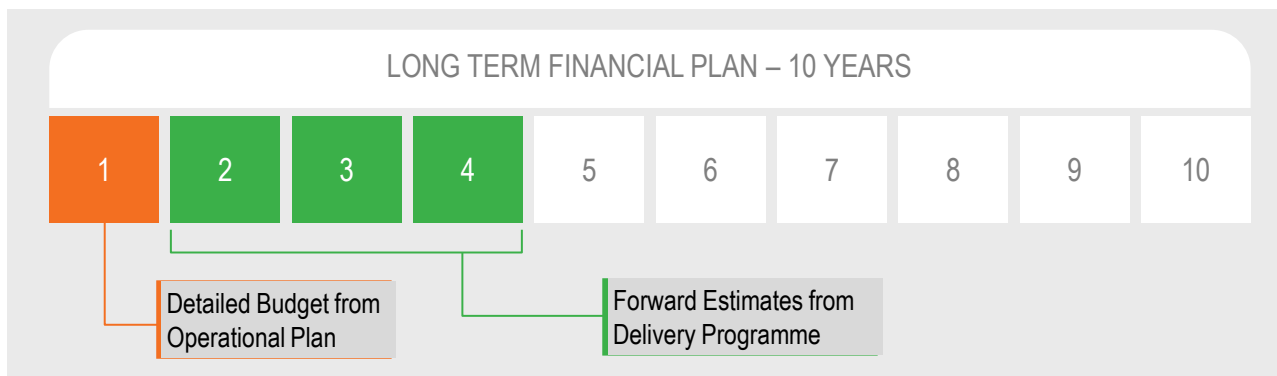 LONG TERM FINANCIAL PLAN – 10 YEARS
1 2 3 4 5 6 7 8 9 10
Detailed Budget from
Operational Plan
Forward Estimates from
Delivery Programme